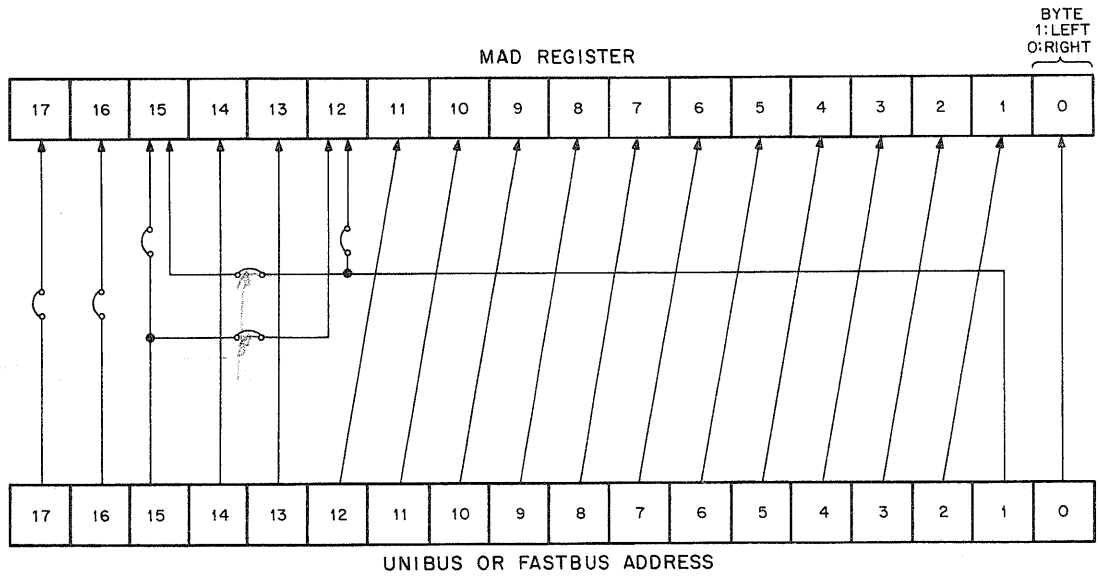 BYTE
1:LEFT
0:RIGHT
MAD REGISTER
17 16 15 14 13 12 11 10 9 8 7 6 5 4 3 2 1 0
17 16 15 14 13 12 11 10 9 8 7 6 5 4 3 2 1 0
UNIBUS OR FASTBUS ADDRESS